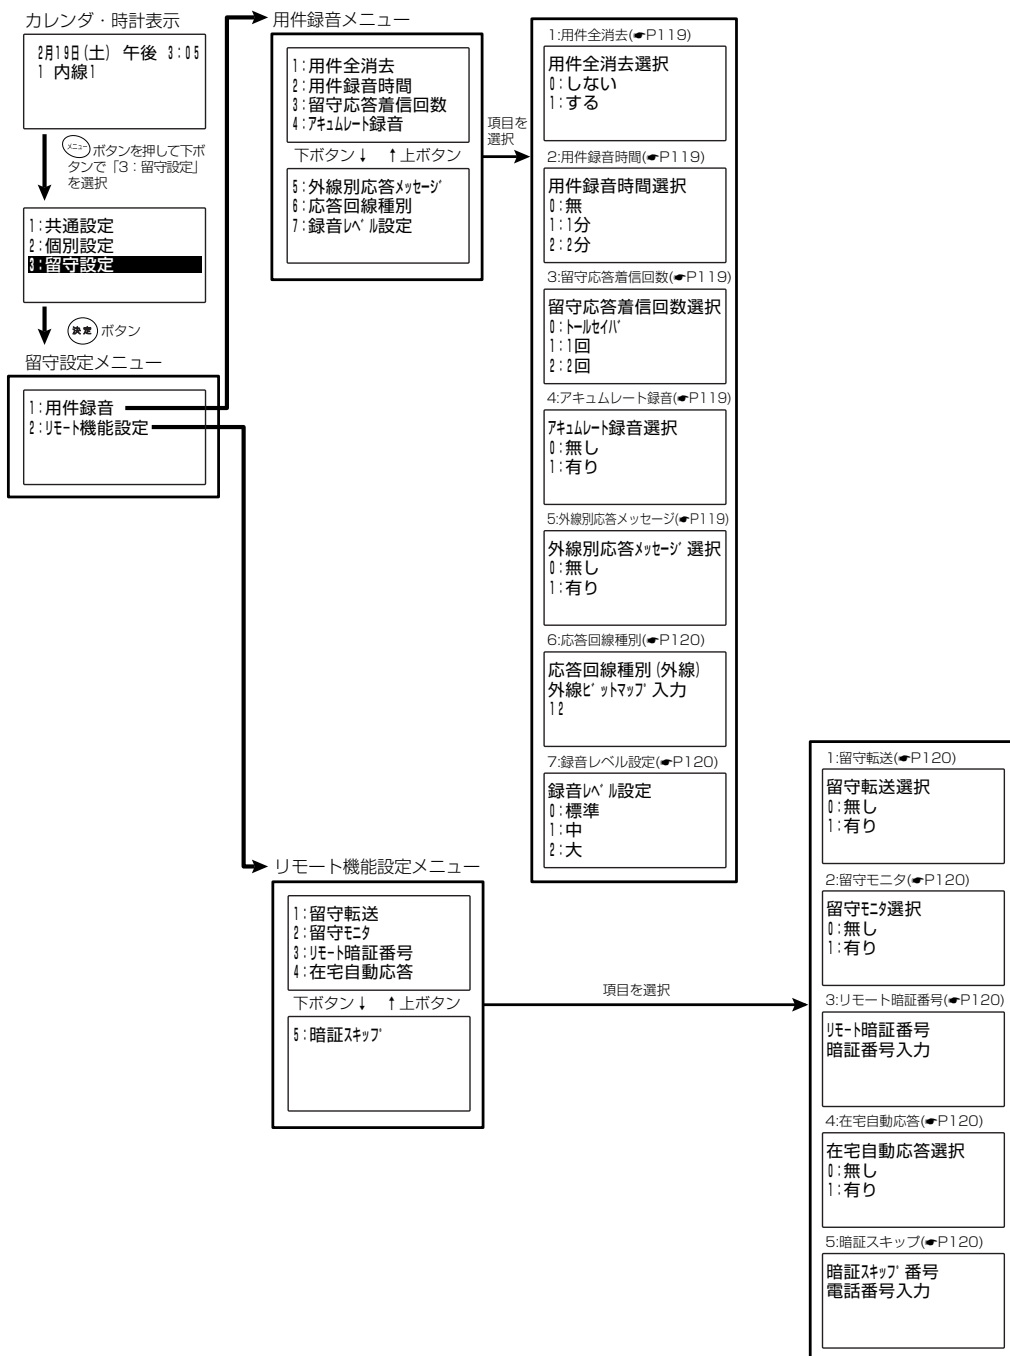 カレンダ・時計表示
2月19日(土) 午後 3:05
1 内線1
メニュー ボタンを押して下ボ
タンで「3:留守設定」
を選択
1:共通設定
2:個別設定
3:留守設定
決定 ボタン
留守設定メニュー
1:用件録音
2:ﾘﾓｰﾄ機能設定
用件録音メニュー
1:用件全消去
2:用件録音時間
3:留守応答着信回数
4:ｱｷｭﾑﾚｰﾄ録音
下ボタン↓ ↑上ボタン
5:外線別応答ﾒｯｾｰｼﾞ
6:応答回線種別
7:録音ﾚﾍﾞﾙ設定
項目を
選択
1:用件全消去(☛P119)
用件全消去選択
0:しない
1:する
2:用件録音時間(☛P119)
用件録音時間選択
0:無
1:1分
2:2分
3:留守応答着信回数(☛P119)
留守応答着信回数選択
0:ﾄｰﾙｾｲﾊﾞ
1:1回
2:2回
4:アキュムレート録音(☛P119)
ｱｷｭﾑﾚｰﾄ録音選択
0:無し
1:有り
5:外線別応答メッセージ(☛P119)
外線別応答ﾒｯｾｰｼﾞ選択
0:無し
1:有り
6:応答回線種別(☛P120)
応答回線種別(外線)
外線ﾋﾞｯﾄﾏｯﾌﾟ入力
12
7:録音レベル設定(☛P120)
録音ﾚﾍﾞﾙ設定
0:標準
1:中
2:大
リモート機能設定メニュー
1:留守転送
2:留守ﾓﾆﾀ
3:ﾘﾓｰﾄ暗証番号
4:在宅自動応答
下ボタン↓ ↑上ボタン
5:暗証ｽｷｯﾌﾟ
項目を選択
1:留守転送(☛P120)
留守転送選択
0:無し
1:有り
2:留守モニタ(☛P120)
留守ﾓﾆﾀ選択
0:無し
1:有り
3:リモート暗証番号(☛P120)
ﾘﾓｰﾄ暗証番号
暗証番号入力
4:在宅自動応答(☛P120)
在宅自動応答選択
0:無し
1:有り
5:暗証スキップ(☛P120)
暗証ｽｷｯﾌﾟ番号
電話番号入力